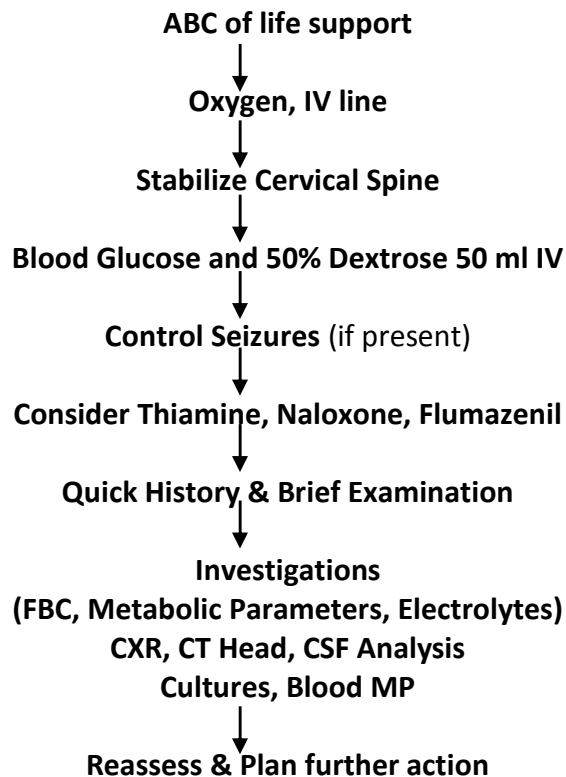 ABC of life support
Oxygen, IV line
Stabilize Cervical Spine
Blood Glucose and 50% Dextrose 50 ml IV
Control Seizures (if present)
Consider Thiamine, Naloxone, Flumazenil
Quick History & Brief Examination
Investigations
(FBC, Metabolic Parameters, Electrolytes)
CXR, CT Head, CSF Analysis
Cultures, Blood MP
Reassess & Plan further action